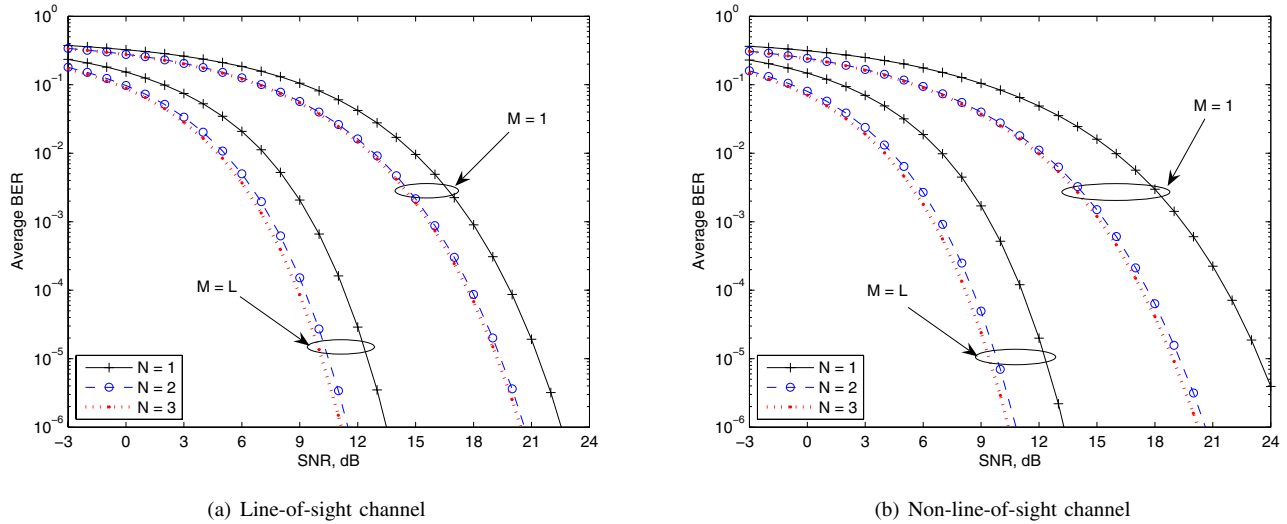 10^0
10^-1
10^-2
10^-3
10^-4
10^-5
10^-6
Average BER
M = 1
M = L
N = 1
N = 2
N = 3
−3 0 3 6 9 12 15 18 21 24
SNR, dB
(a) Line-of-sight channel
10^0
10^-1
10^-2
10^-3
10^-4
10^-5
10^-6
Average BER
M = 1
M = L
N = 1
N = 2
N = 3
−3 0 3 6 9 12 15 18 21 24
SNR, dB
(b) Non-line-of-sight channel